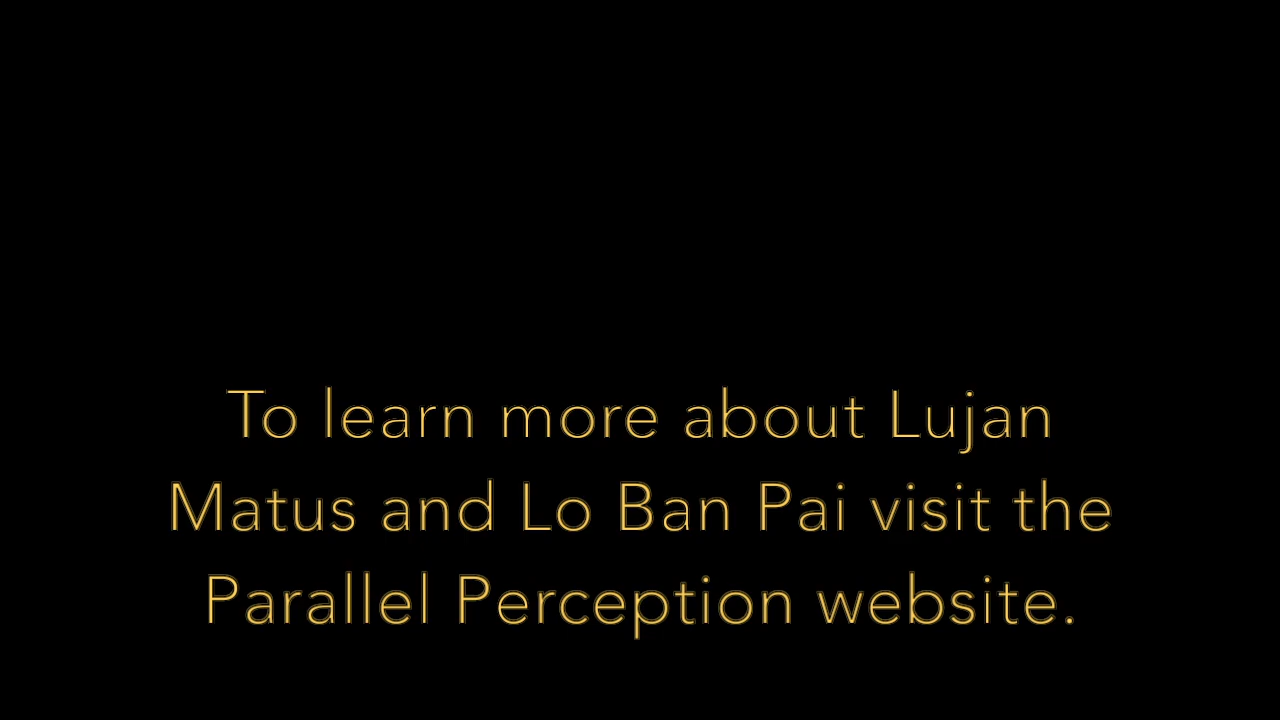 To learn more about Lujan
Matus and Lo Ban Pai visit the
Parallel Perception website.